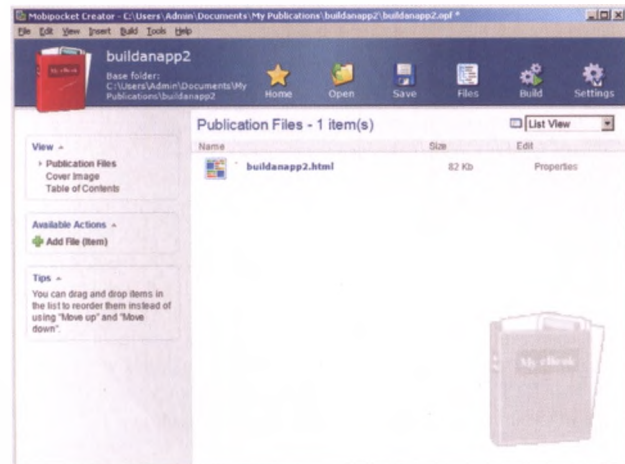 Mobipocket Creator - C:\Users\Admin\Documents\My Publications\buildanapp2\buildanapp2.opf *
File Edit View Insert Build Tools Help
buildanapp2
Base folder:
C:\Users\Admin\Documents\My
Publications\buildanapp2
My eBook
Home Open Save Files Build Settings
Publication Files - 1 item(s)
List View
Name Size Edit
buildanapp2.html 82 Kb Properties
View
Publication Files
Cover Image
Table of Contents
Available Actions
Add File (Item)
Tips
You can drag and drop items in
the list to reorder them instead of
using "Move up" and "Move
down".
My eBook